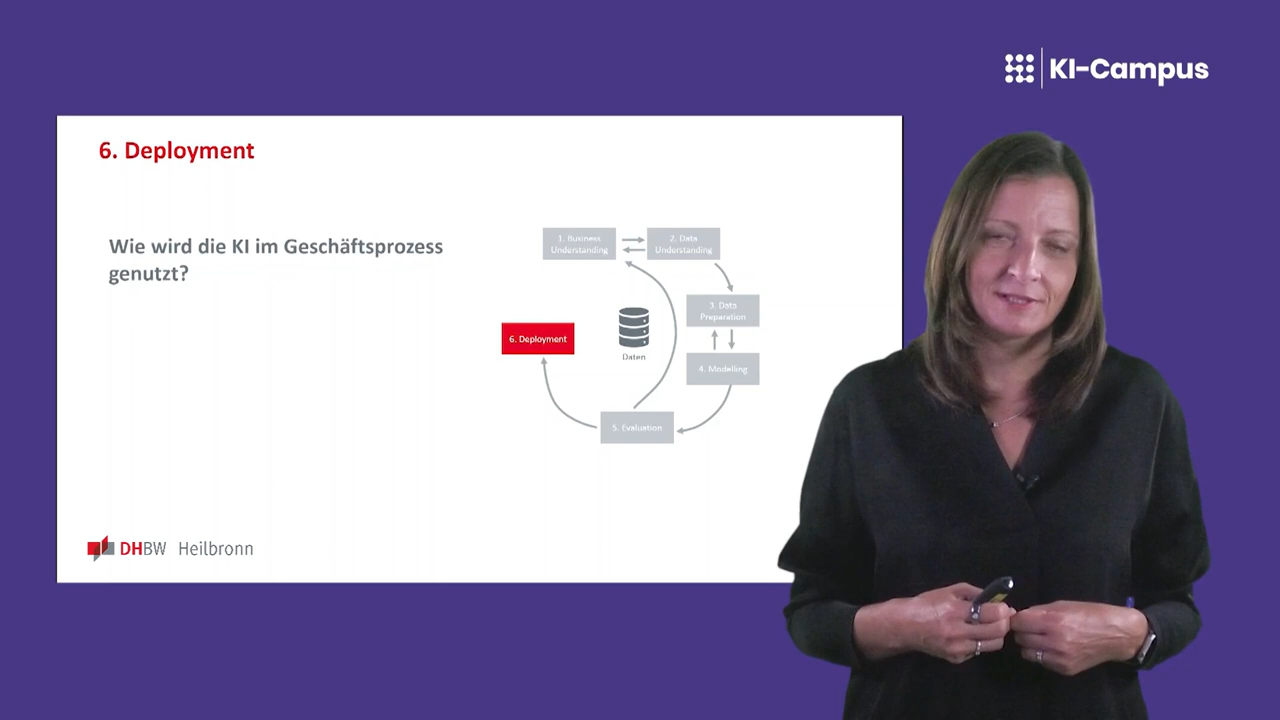 KI-Campus
6. Deployment
Wie wird die KI im Geschäftsprozess
genutzt?
1. Business
Understanding
2. Data
Understanding
3. Data
Preparation
6. Deployment
Daten
4. Modelling
5. Evaluation
DHBW Heilbronn